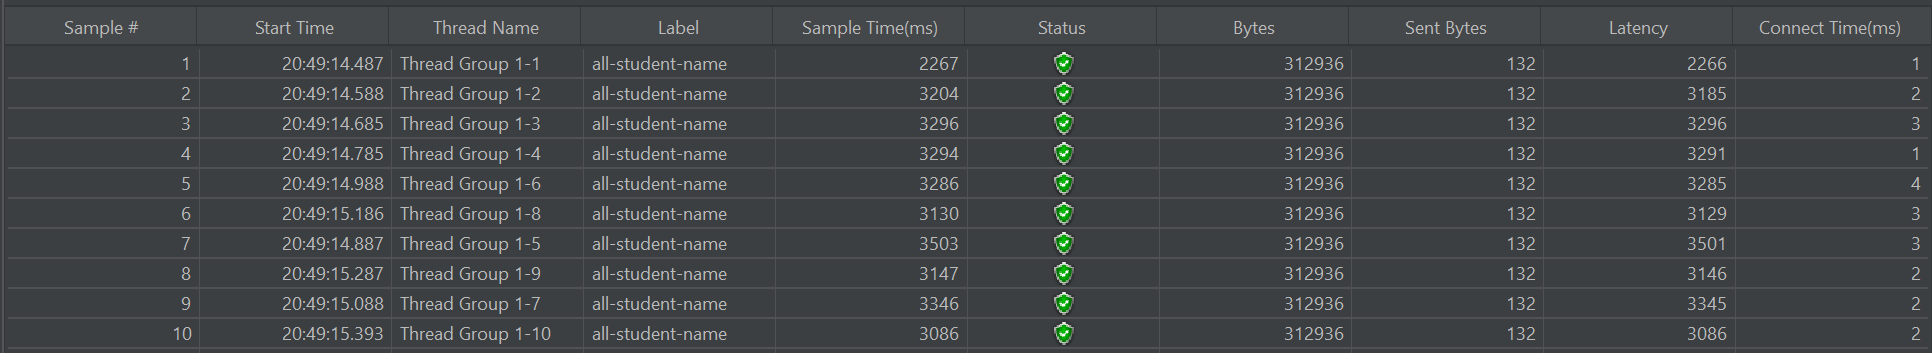 Sample # Start Time Thread Name Label Sample Time(ms) Status Bytes Sent Bytes Latency Connect Time(ms)
1 20:49:14.487 Thread Group 1-1 all-student-name 2267 312936 132 2266 1
2 20:49:14.588 Thread Group 1-2 all-student-name 3204 312936 132 3185 2
3 20:49:14.685 Thread Group 1-3 all-student-name 3296 312936 132 3296 3
4 20:49:14.785 Thread Group 1-4 all-student-name 3294 312936 132 3291 1
5 20:49:14.988 Thread Group 1-6 all-student-name 3286 312936 132 3285 4
6 20:49:15.186 Thread Group 1-8 all-student-name 3130 312936 132 3129 3
7 20:49:14.887 Thread Group 1-5 all-student-name 3503 312936 132 3501 3
8 20:49:15.287 Thread Group 1-9 all-student-name 3147 312936 132 3146 2
9 20:49:15.088 Thread Group 1-7 all-student-name 3346 312936 132 3345 2
10 20:49:15.393 Thread Group 1-10 all-student-name 3086 312936 132 3086 2